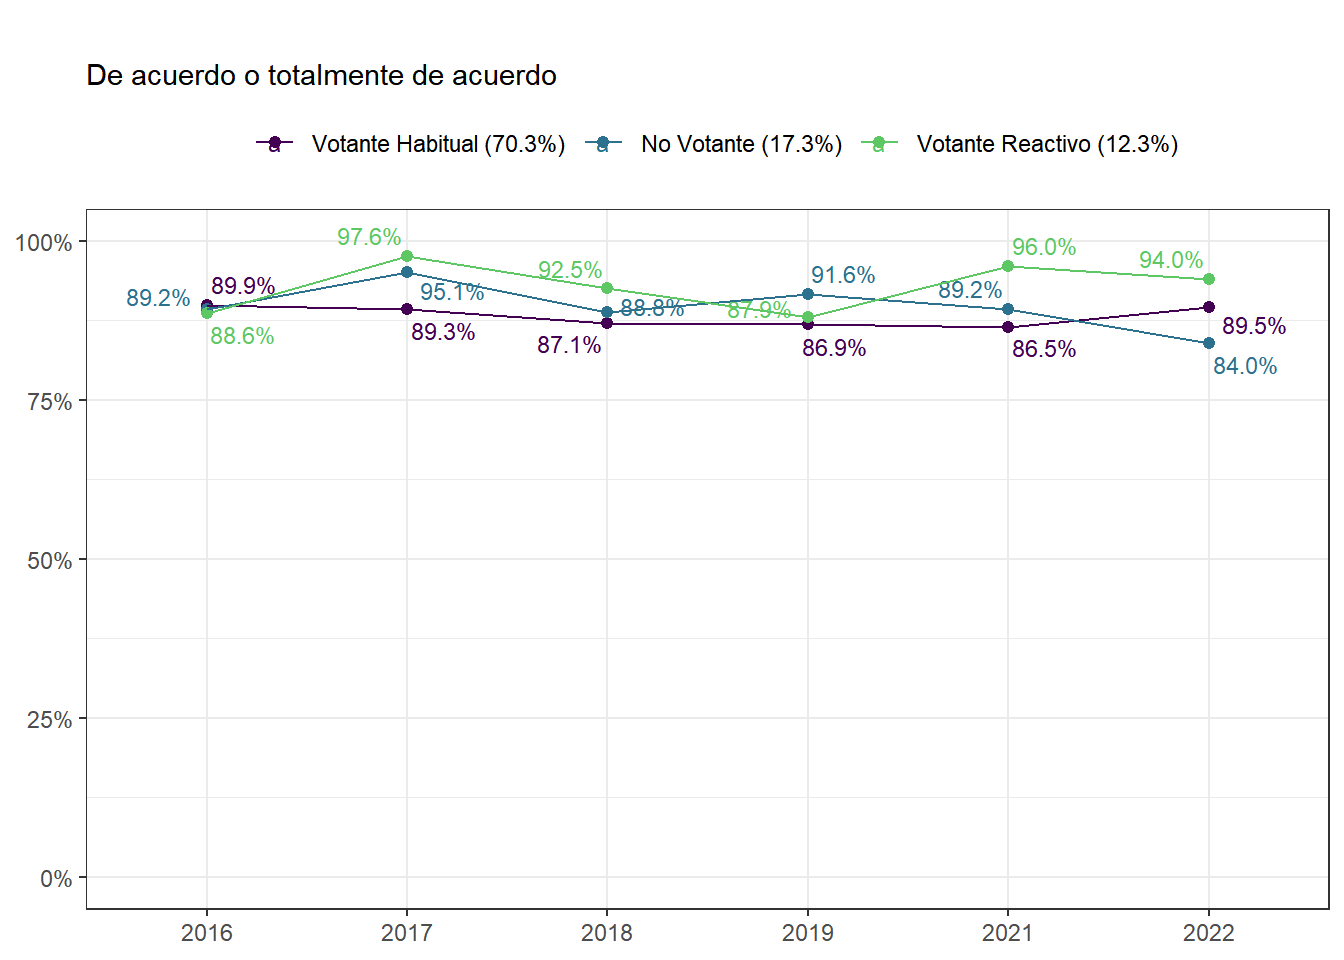 De acuerdo o totalmente de acuerdo
a Votante Habitual (70.3%) a No Votante (17.3%) a Votante Reactivo (12.3%)
100%
75%
50%
25%
0%
97.6% 96.0%
92.5% 91.6% 94.0%
89.2% 89.9% 95.1% 88.8% 87.9% 89.2%
88.6% 89.3% 87.1% 86.9% 86.5% 89.5%
84.0%
2016 2017 2018 2019 2021 2022